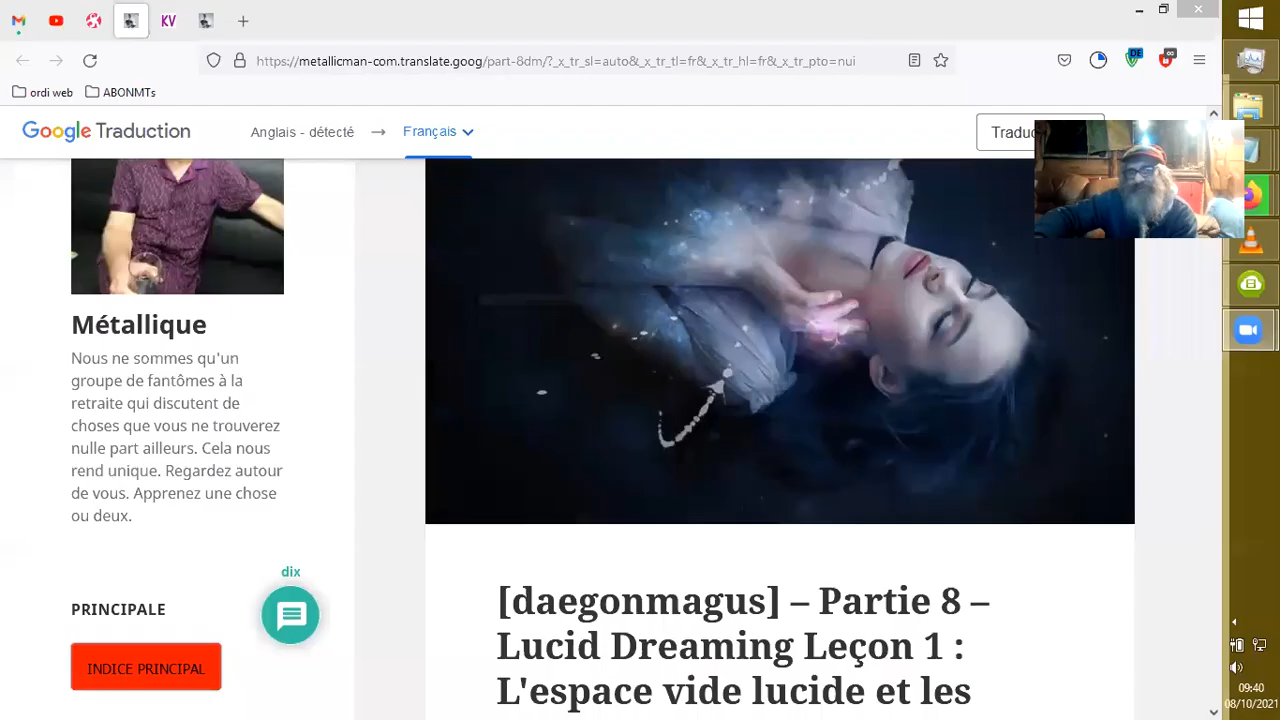 KV
https://metallicman-com.translate.goog/part-8dm/?_x_tr_sl=auto&_x_tr_tl=fr&_x_tr_hl=fr&_x_tr_pto=nui
DE
∞
ordi web
ABONMTs
Google Traduction
Anglais - détecté
Français
Traduc
Métallique
Nous ne sommes qu'un
groupe de fantômes à la
retraite qui discutent de
choses que vous ne trouverez
nulle part ailleurs. Cela nous
rend unique. Regardez autour
de vous. Apprenez une chose
ou deux.
dix
PRINCIPALE
INDICE PRINCIPAL
[daegonmagus] – Partie 8 –
Lucid Dreaming Leçon 1 :
L'espace vide lucide et les
09:40
08/10/2021